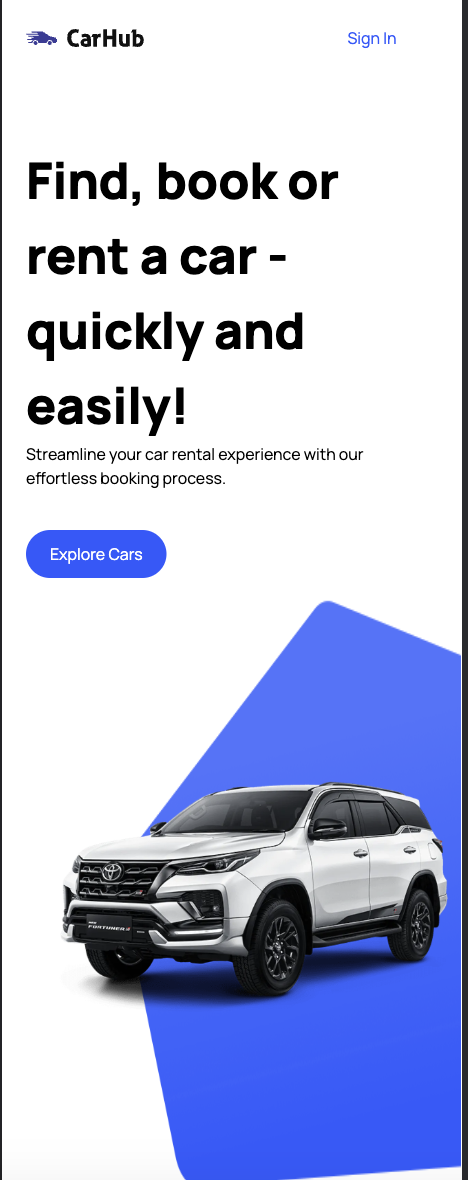 CarHub
Sign In
Find, book or
rent a car -
quickly and
easily!
Streamline your car rental experience with our
effortless booking process.
Explore Cars
FORTUNER